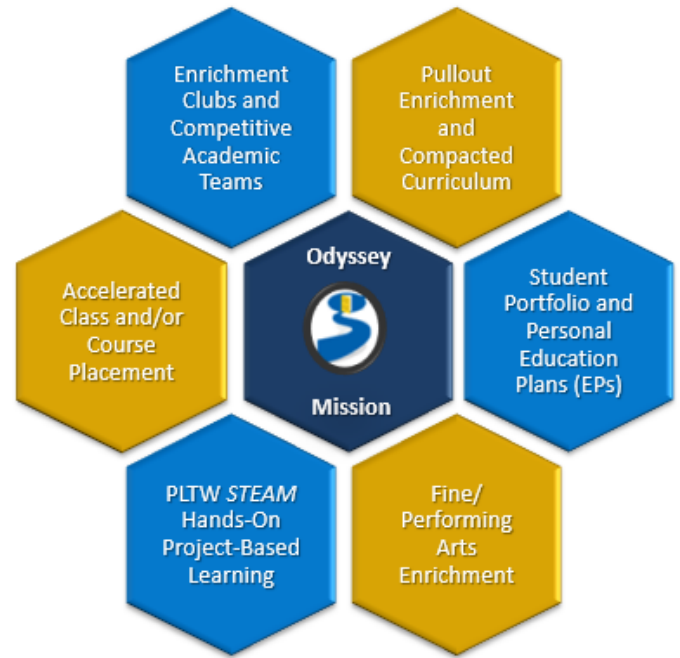 Enrichment
Clubs and
Competitive
Academic
Teams
Pullout
Enrichment
and
Compacted
Curriculum
Accelerated
Class and/or
Course
Placement
Odyssey
Mission
Student
Portfolio and
Personal
Education
Plans (EPs)
PLTW STEAM
Hands-On
Project-Based
Learning
Fine/
Performing
Arts
Enrichment